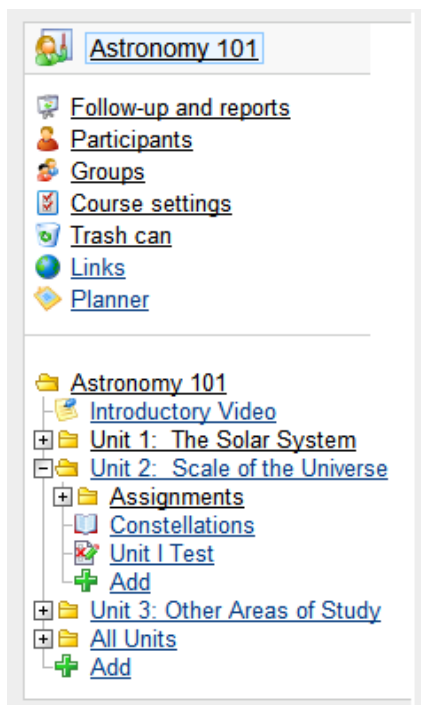 Astronomy 101
Follow-up and reports
Participants
Groups
Course settings
Trash can
Links
Planner
Astronomy 101
Introductory Video
Unit 1:  The Solar System
Unit 2:  Scale of the Universe
Assignments
Constellations
Unit I Test
Add
Unit 3: Other Areas of Study
All Units
Add